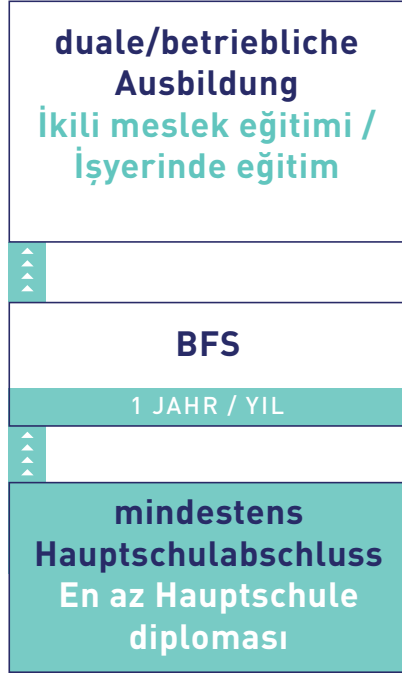 duale/betriebliche
Ausbildung
İkili meslek eğitimi /
İşyerinde eğitim
BFS
1 JAHR / YIL
mindestens
Hauptschulabschluss
En az Hauptschule
diploması